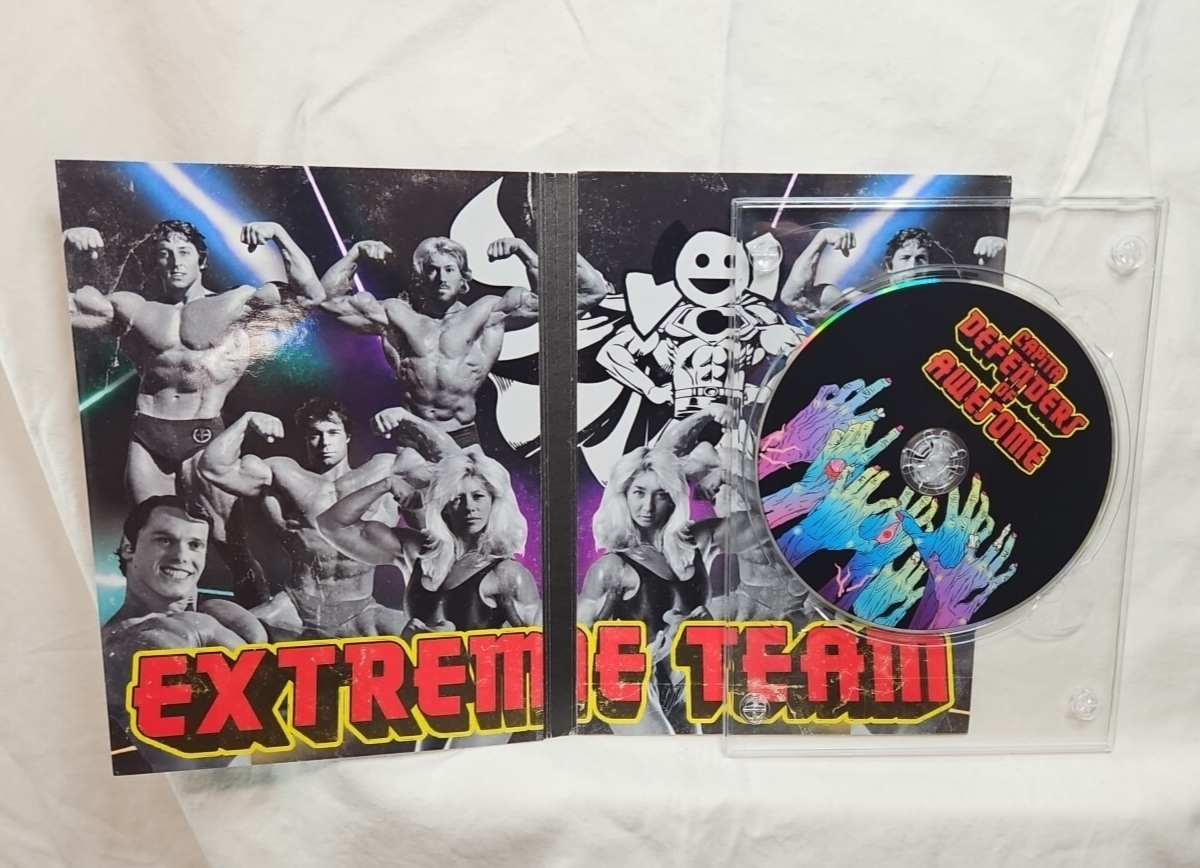 EXTREME TEAM
CAPITA
DEFENDERS
OF
AWESOME